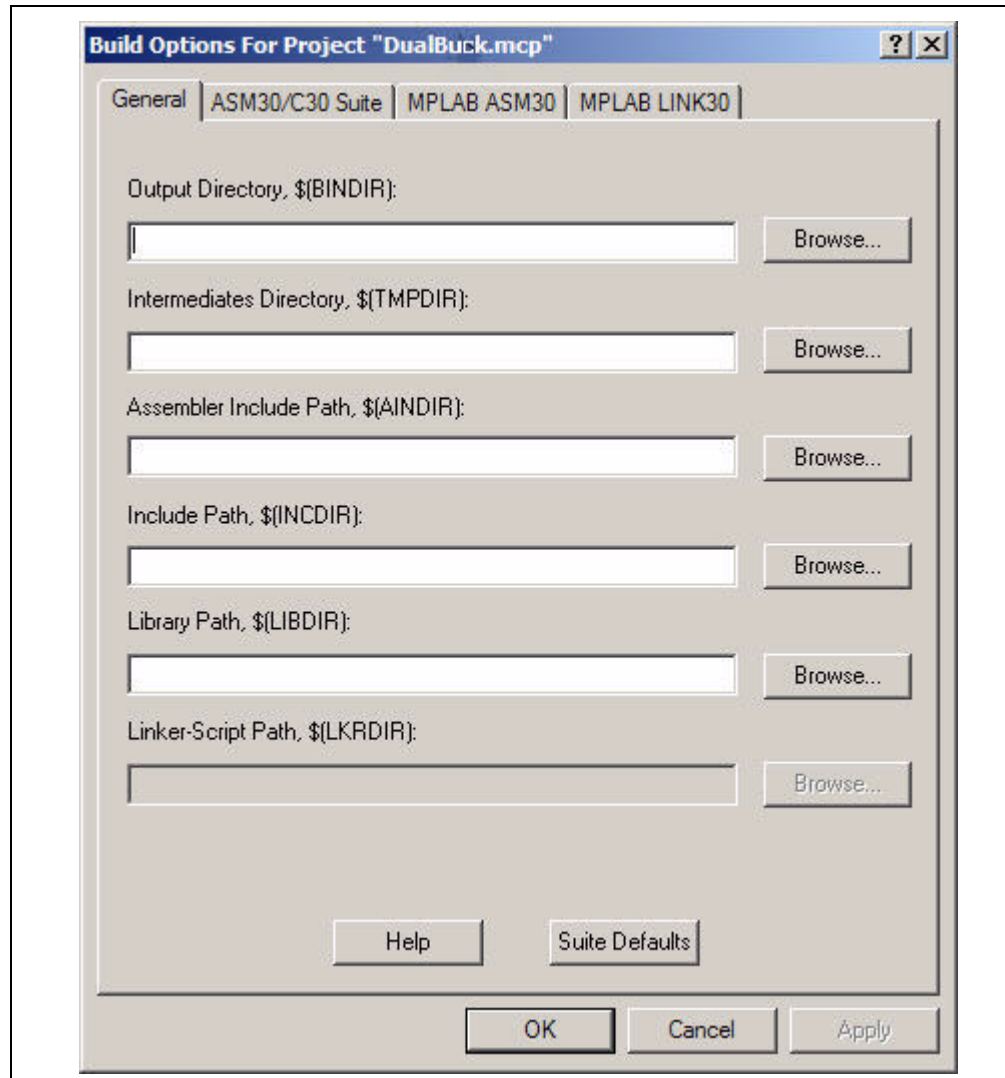 Build Options For Project "DualBuck.mcp"
General ASM30/C30 Suite MPLAB ASM30 MPLAB LINK30
Output Directory, $(BINDIR):
Browse...
Intermediates Directory, $(TMPDIR):
Browse...
Assembler Include Path, $(AINDIR):
Browse...
Include Path, $(INCDIR):
Browse...
Library Path, $(LIBDIR):
Browse...
Linker-Script Path, $(LKRDIR):
Browse...
Help Suite Defaults
OK Cancel Apply